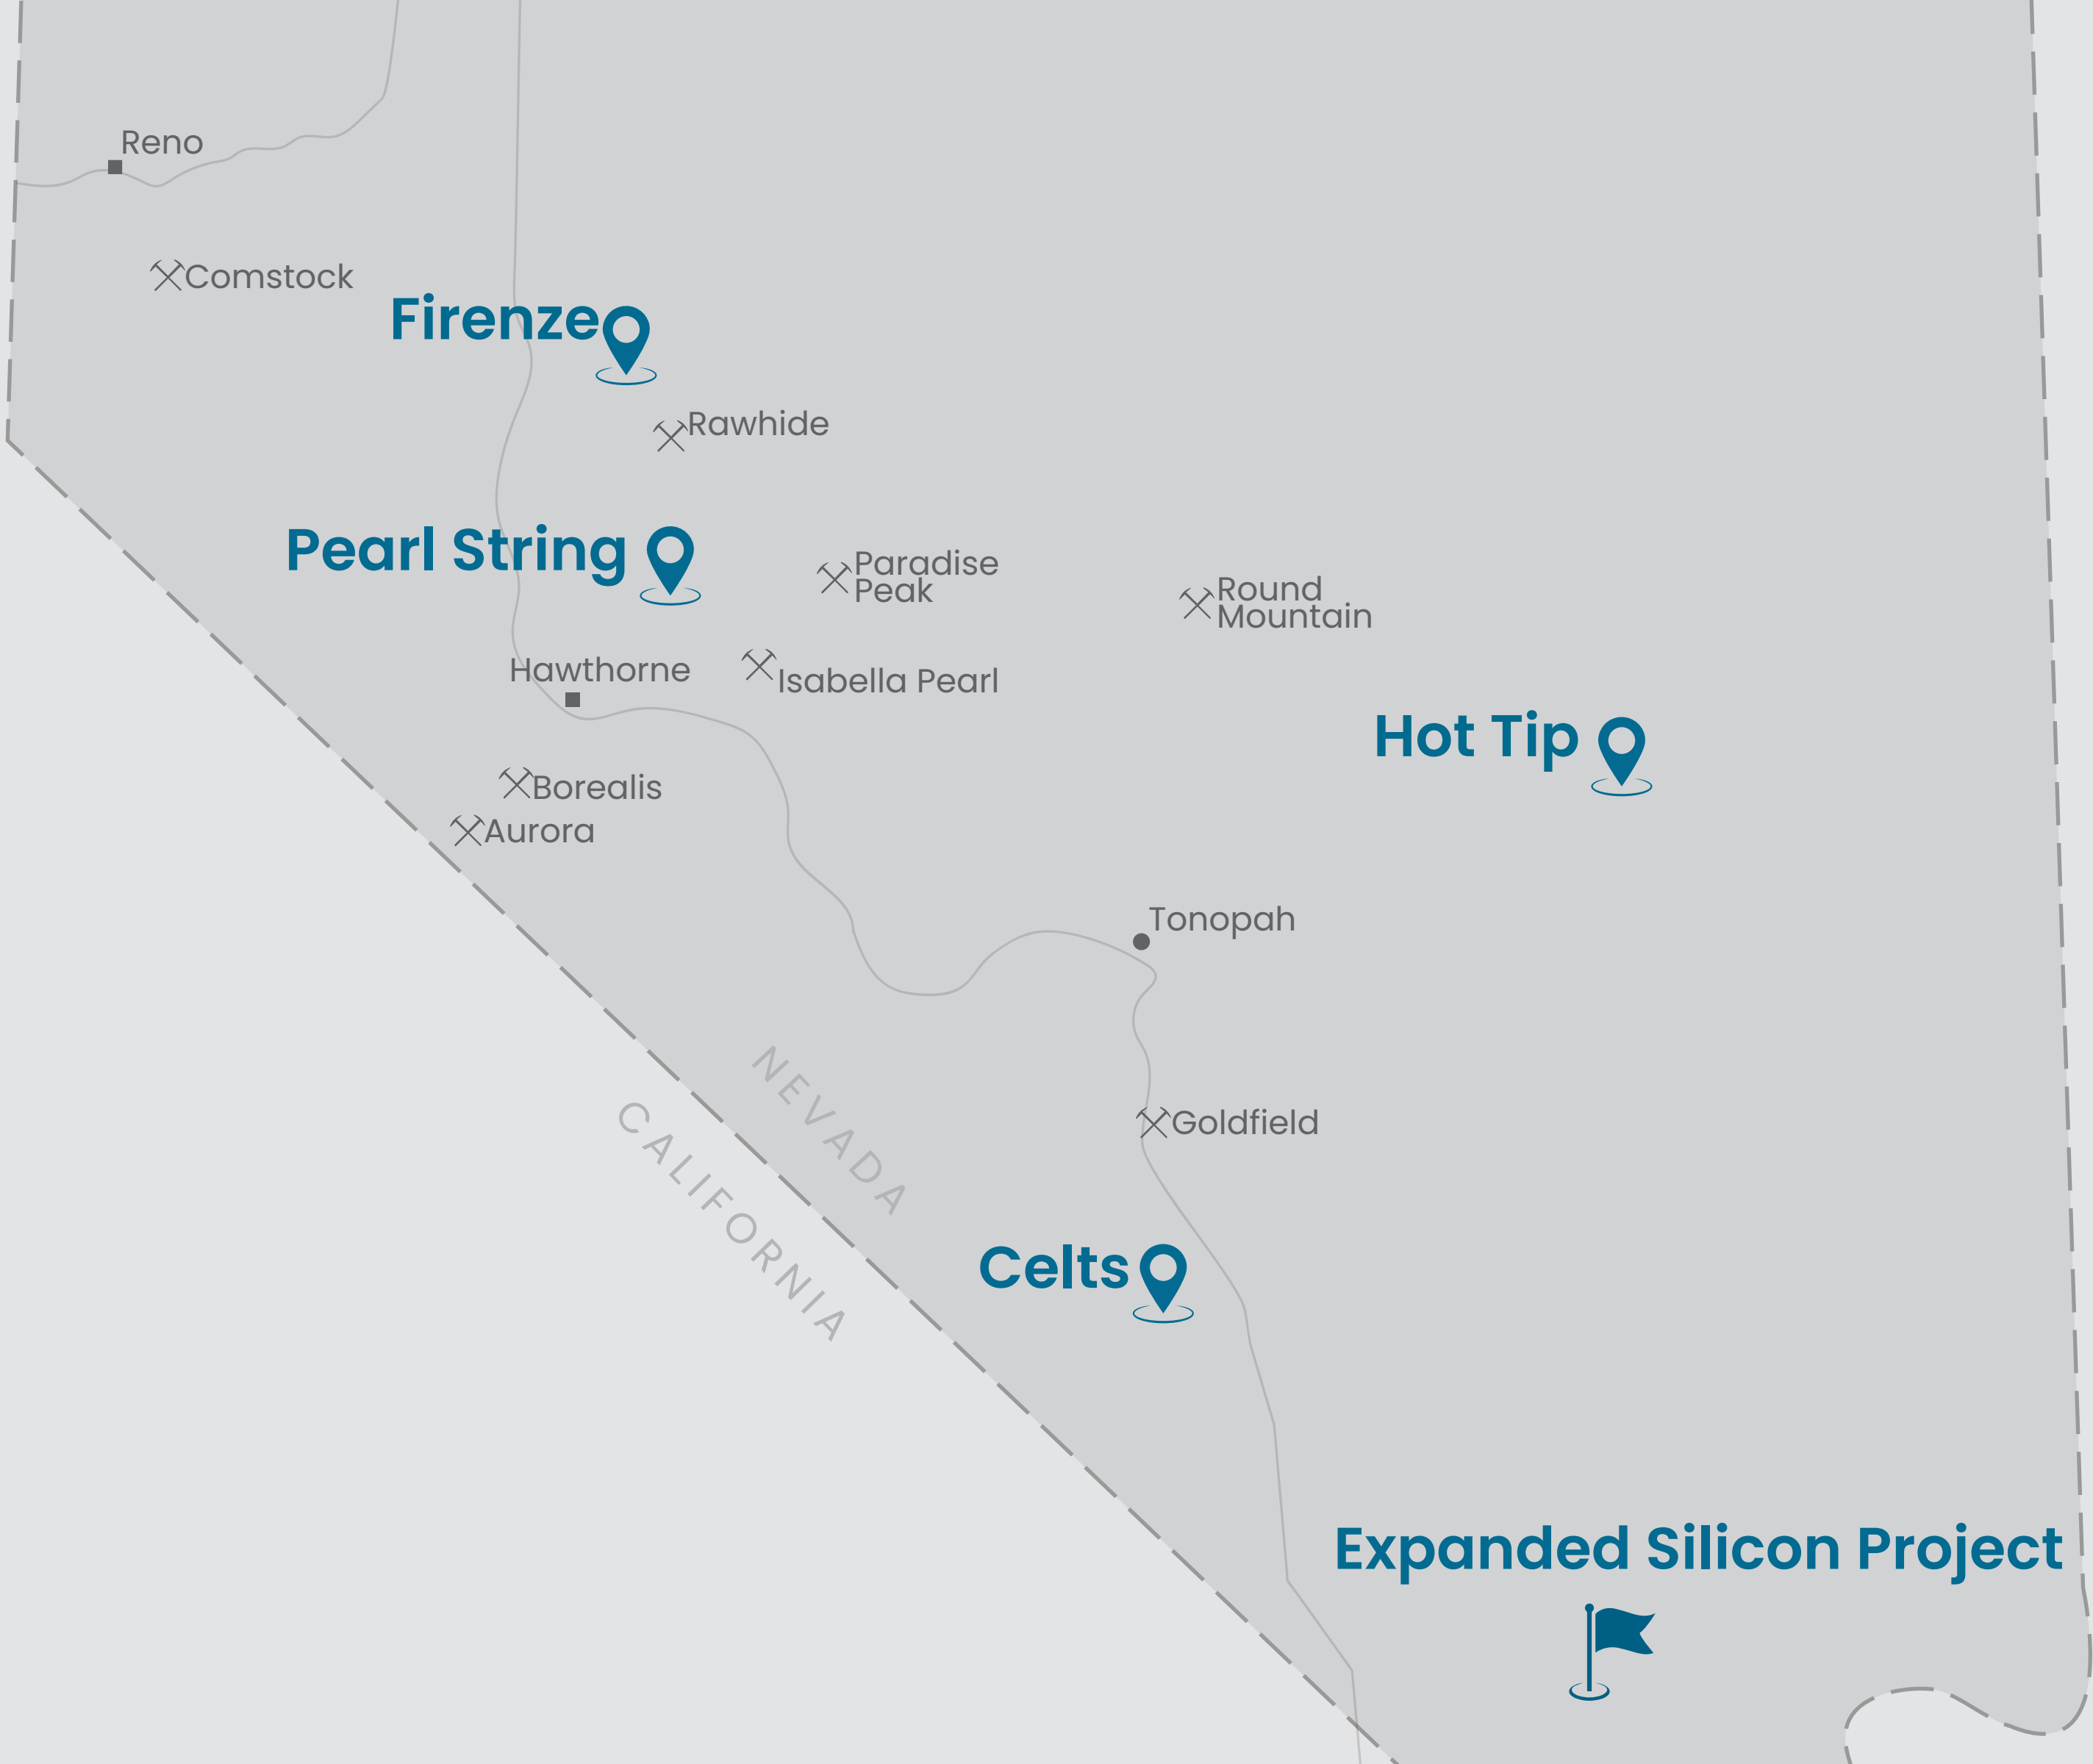 Reno
Comstock
Firenze
Rawhide
Pearl String
Paradise
Peak
Round
Mountain
Hawthorne
Isabella Pearl
Hot Tip
Borealis
Aurora
Tonopah
NEVADA
CALIFORNIA
Goldfield
Celts
Expanded Silicon Project